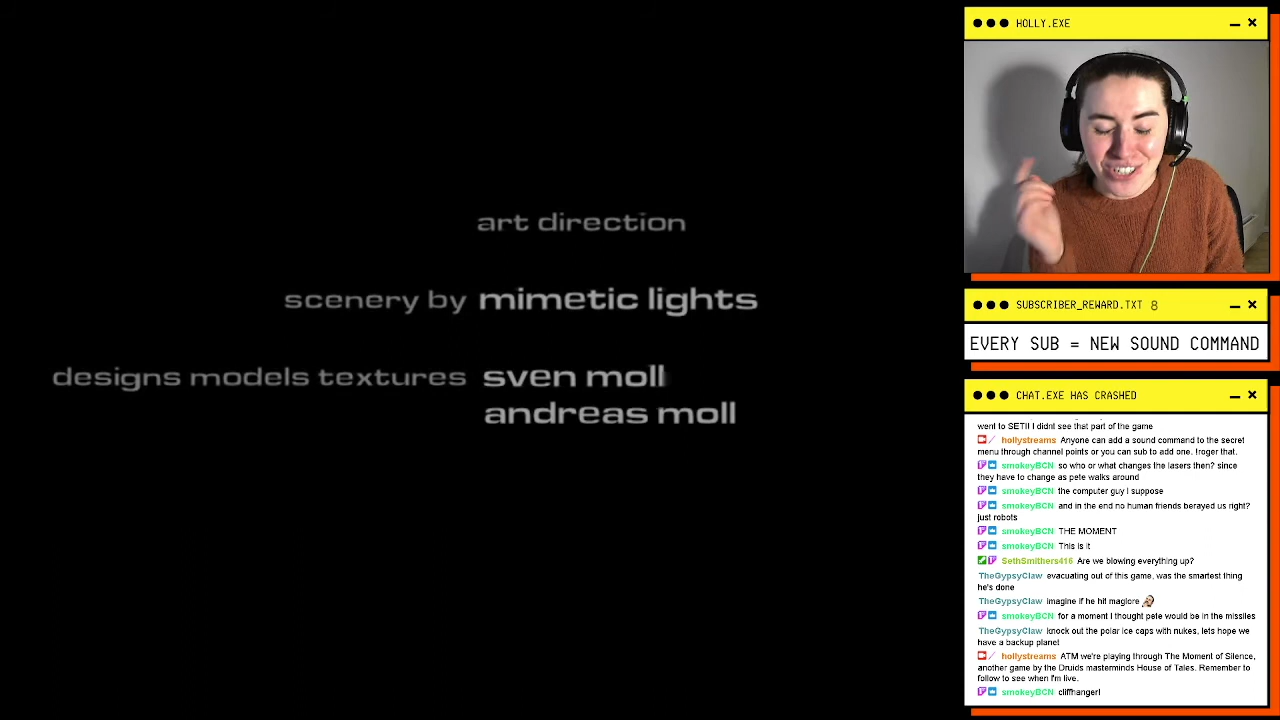 art direction
scenery by mimetic lights
designs models textures sven moll
andreas moll
HOLLY.EXE
SUBSCRIBER_REWARD.TXT 8
EVERY SUB = NEW SOUND COMMAND
CHAT.EXE HAS CRASHED
went to SETI! I didnt see that part of the game
hollystreams Anyone can add a sound command to the secret
menu through channel points or you can sub to add one. !roger that.
smokeyBCN so who or what changes the lasers then? since
they have to change as pete walks around
smokeyBCN the computer guy I suppose
smokeyBCN and in the end no human friends berayed us right?
just robots
smokeyBCN THE MOMENT
smokeyBCN This is it
SethSmithers416 Are we blowing everything up?
TheGypsyClaw evacuating out of this game, was the smartest thing
he's done
TheGypsyClaw imagine if he hit maglore
smokeyBCN for a moment I thought pete would be in the missiles
TheGypsyClaw knock out the polar ice caps with nukes, lets hope we
have a backup planet
hollystreams ATM we're playing through The Moment of Silence,
another game by the Druids masterminds House of Tales. Remember to
follow to see when I'm live.
smokeyBCN cliffhanger!